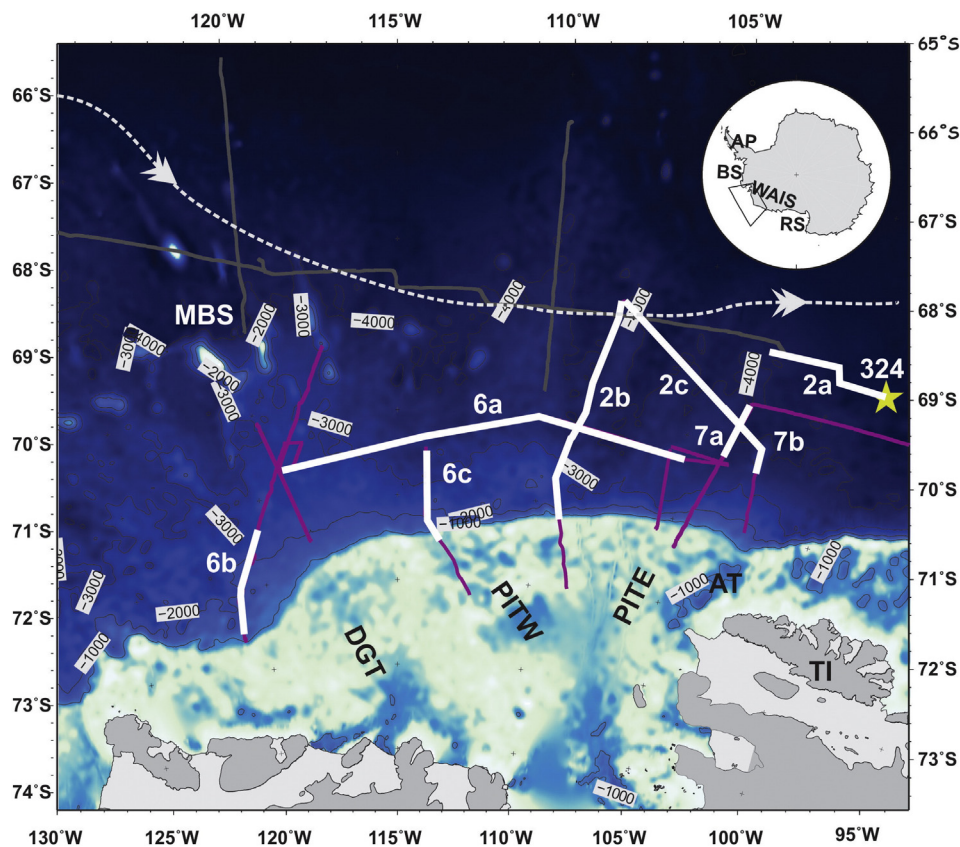 120°W 115°W 110°W 105°W
65°S
66°S
66°S
AP
BS
WAIS
RS
67°S
67°S
68°S
68°S
MBS
−3000
−4000
−4000
−2000
−4000
−3000
−2000
−3000
−4000
324
2a
69°S
69°S
2b
2c
6a
−3000
7a
7b
70°S
70°S
6c
−3000
−1000
71°S
−3000
6b
71°S
−1000
−1000
AT
−3000
−2000
PITW
PITE
72°S
−1000
DGT
TI
72°S
73°S
73°S
74°S
−1000
130°W 125°W 120°W 115°W 110°W 105°W 100°W 95°W